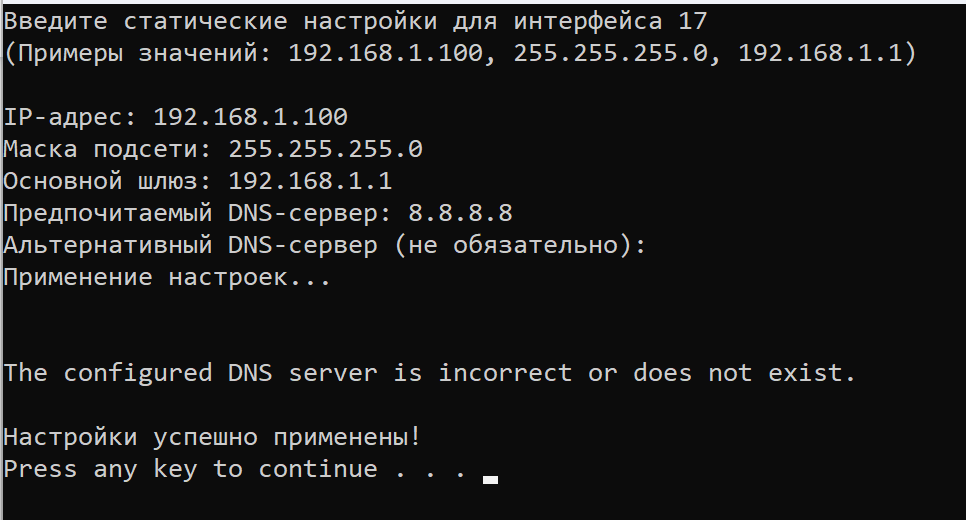 Введите статические настройки для интерфейса 17
(Примеры значений: 192.168.1.100, 255.255.255.0, 192.168.1.1)
IP-адрес: 192.168.1.100
Маска подсети: 255.255.255.0
Основной шлюз: 192.168.1.1
Предпочитаемый DNS-сервер: 8.8.8.8
Альтернативный DNS-сервер (не обязательно):
Применение настроек...
The configured DNS server is incorrect or does not exist.
Настройки успешно применены!
Press any key to continue . . .